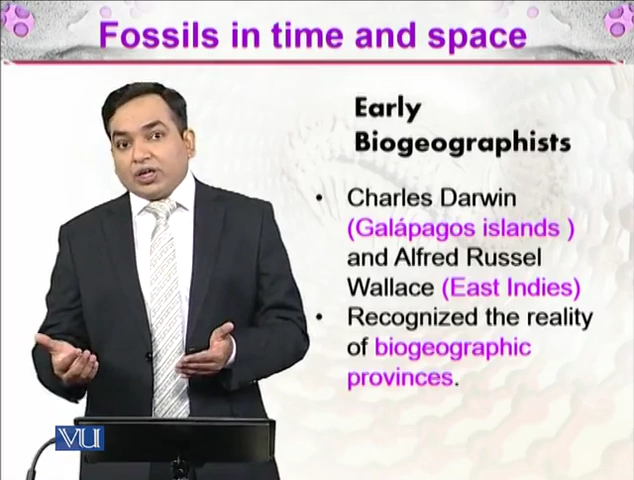 Fossils in time and space
Early
Biogeographists
• Charles Darwin
(Galápagos islands )
and Alfred Russel
Wallace (East Indies)
• Recognized the reality
of biogeographic
provinces.
VU